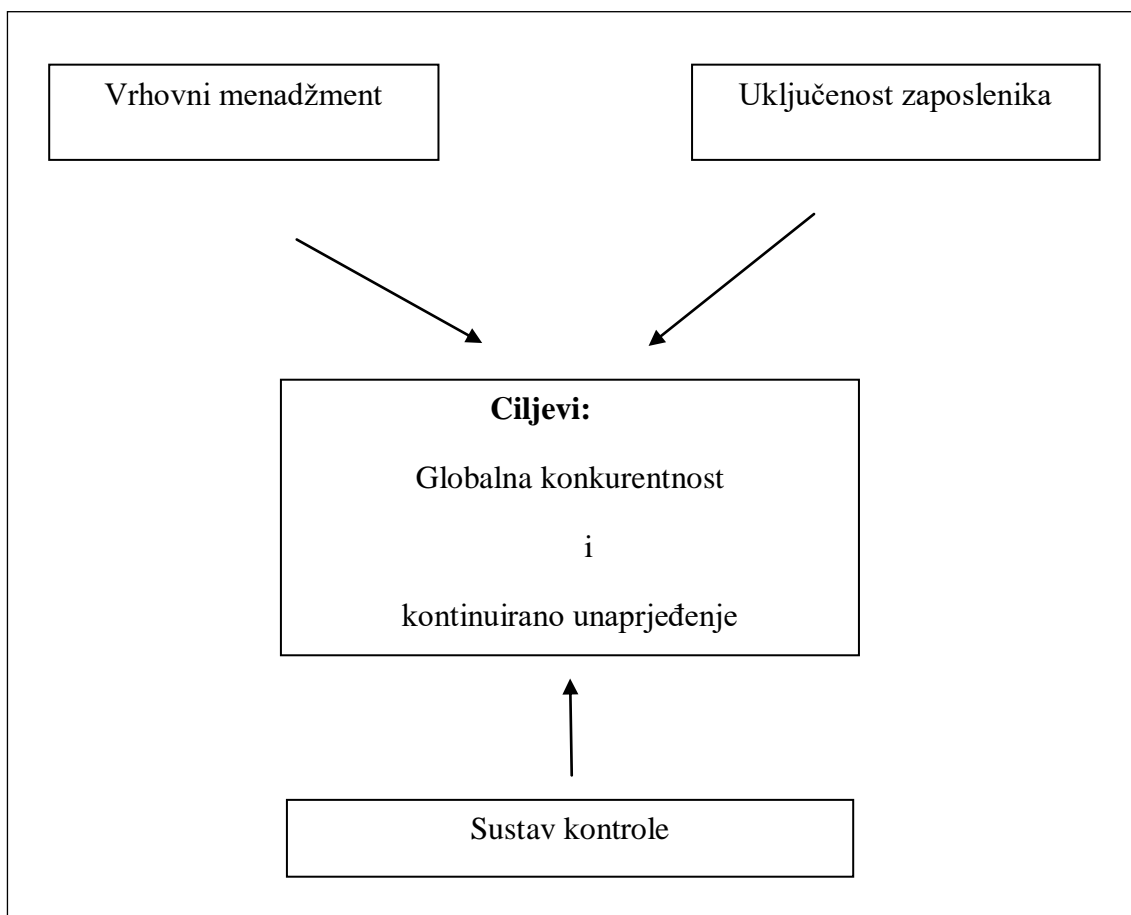 Vrhovni menadžment
Uključenost zaposlenika
Ciljevi:
Globalna konkurentnost
i
kontinuirano unaprjeđenje
Sustav kontrole